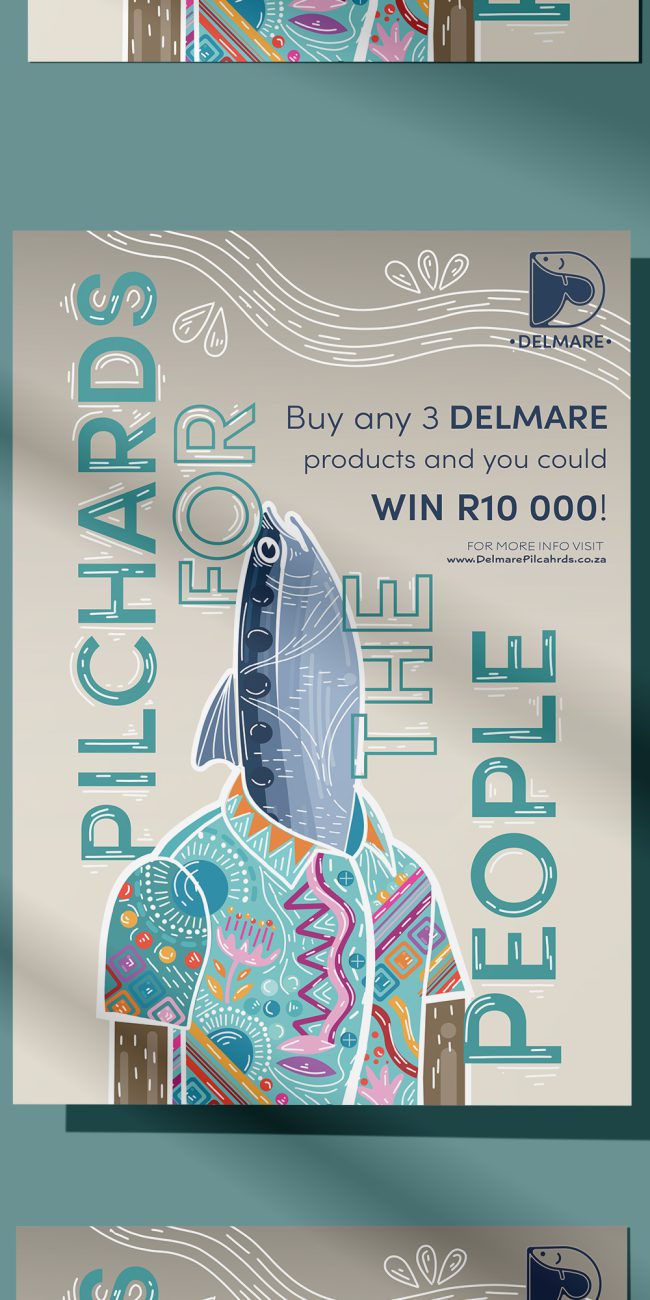 PILCHARDS
FOR
THE
PEOPLE
•DELMARE•
Buy any 3 DELMARE
products and you could
WIN R10 000!
FOR MORE INFO VISIT
www.DelmarePilcahrds.co.za